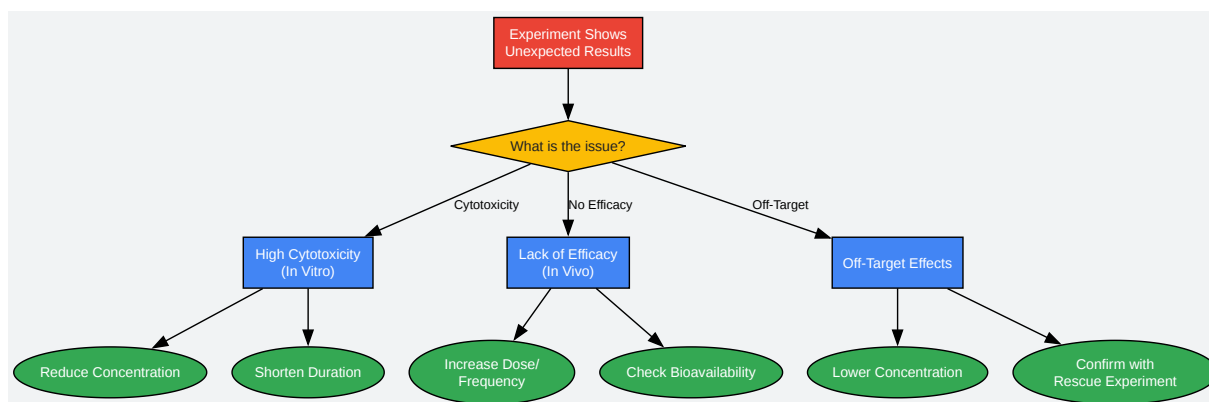 Experiment Shows
Unexpected Results
What is the issue?
Cytotoxicity
No Efficacy
Off-Target
High Cytotoxicity
(In Vitro)
Lack of Efficacy
(In Vivo)
Off-Target Effects
Reduce Concentration
Shorten Duration
Increase Dose/
Frequency
Check Bioavailability
Lower Concentration
Confirm with
Rescue Experiment